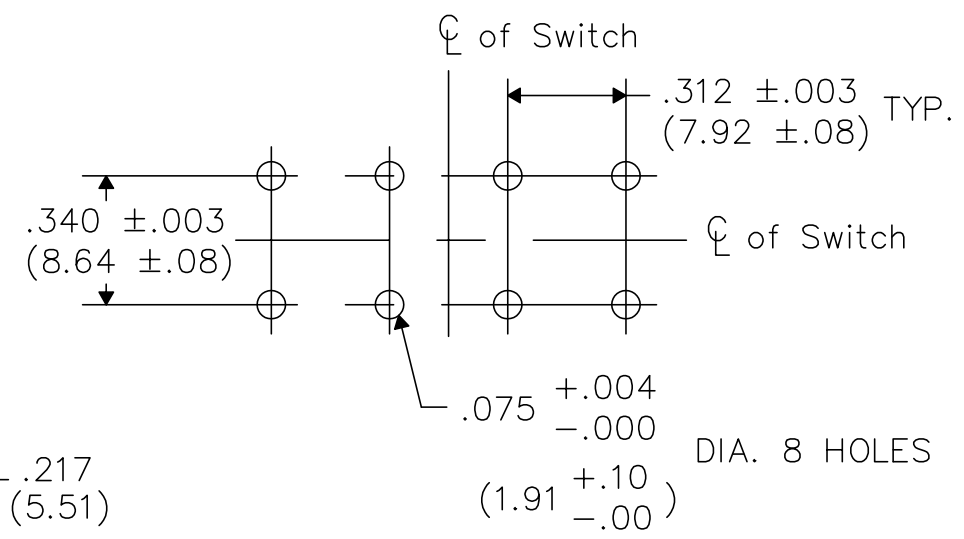 ℄ of Switch
.312 ±.003
(7.92 ±.08)
TYP.
.340 ±.003
(8.64 ±.08)
℄ of Switch
.075 +.004
-.000
DIA. 8 HOLES
(1.91 +.10
-.00)
.217
(5.51)